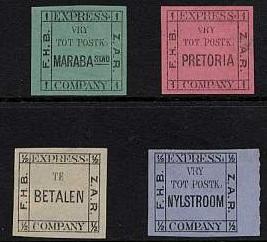 1 EXPRESS 1
F.H.B.
VRY
TOT POSTK.
MARABA STAD
Z.A.R.
1 COMPANY 1
1 EXPRESS 1
F.H.B.
VRY
TOT POSTK.
PRETORIA
Z.A.R.
1 COMPANY 1
½ EXPRESS ½
F.H.B.
TE
BETALEN
Z.A.R.
½ COMPANY ½
½ EXPRESS ½
F.H.B.
VRY
TOT POSTK.
NYLSTROOM
Z.A.R.
½ COMPANY ½